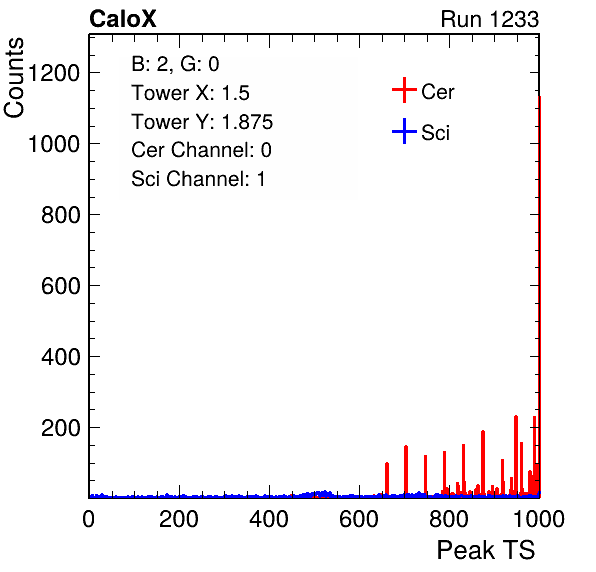 CaloX Run 1233
Counts
B: 2, G: 0
Tower X: 1.5
Tower Y: 1.875
Cer Channel: 0
Sci Channel: 1
Cer
Sci
1200
1000
800
600
400
200
0 200 400 600 800 1000
Peak TS